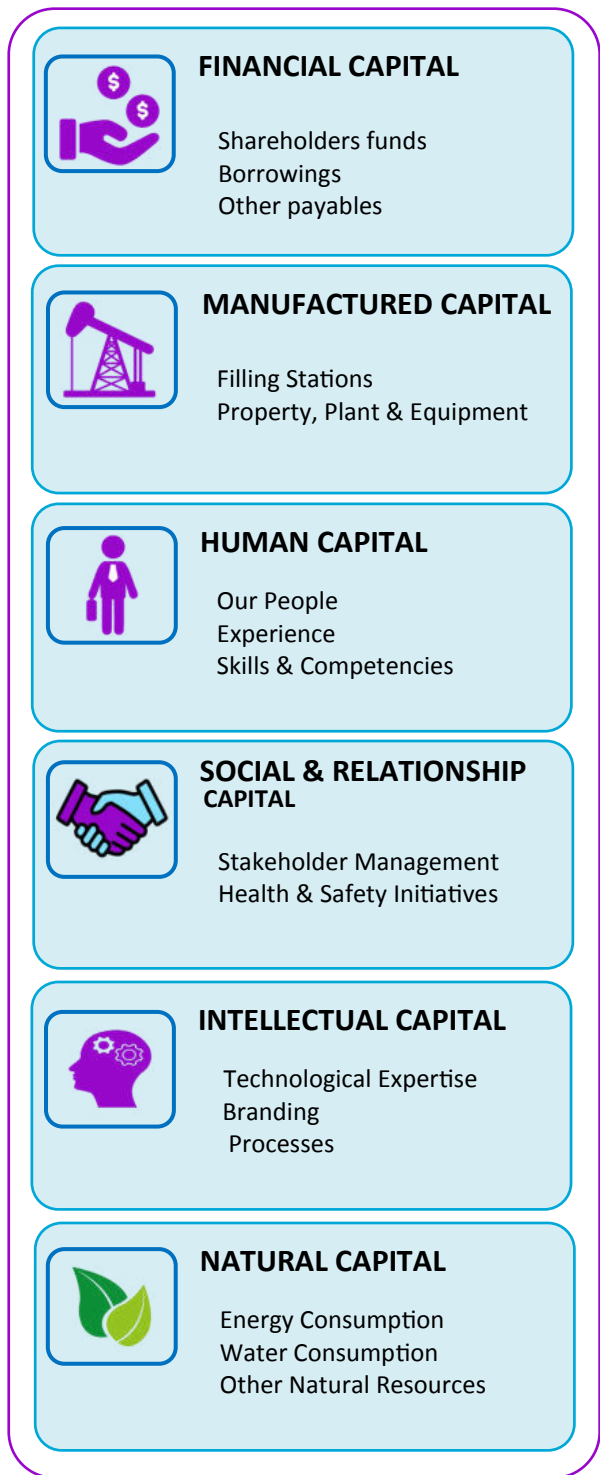 FINANCIAL CAPITAL
$
$
Shareholders funds
Borrowings
Other payables
MANUFACTURED CAPITAL
Filling Stations
Property, Plant & Equipment
HUMAN CAPITAL
Our People
Experience
Skills & Competencies
SOCIAL & RELATIONSHIP
CAPITAL
Stakeholder Management
Health & Safety Initiatives
INTELLECTUAL CAPITAL
Technological Expertise
Branding
Processes
NATURAL CAPITAL
Energy Consumption
Water Consumption
Other Natural Resources